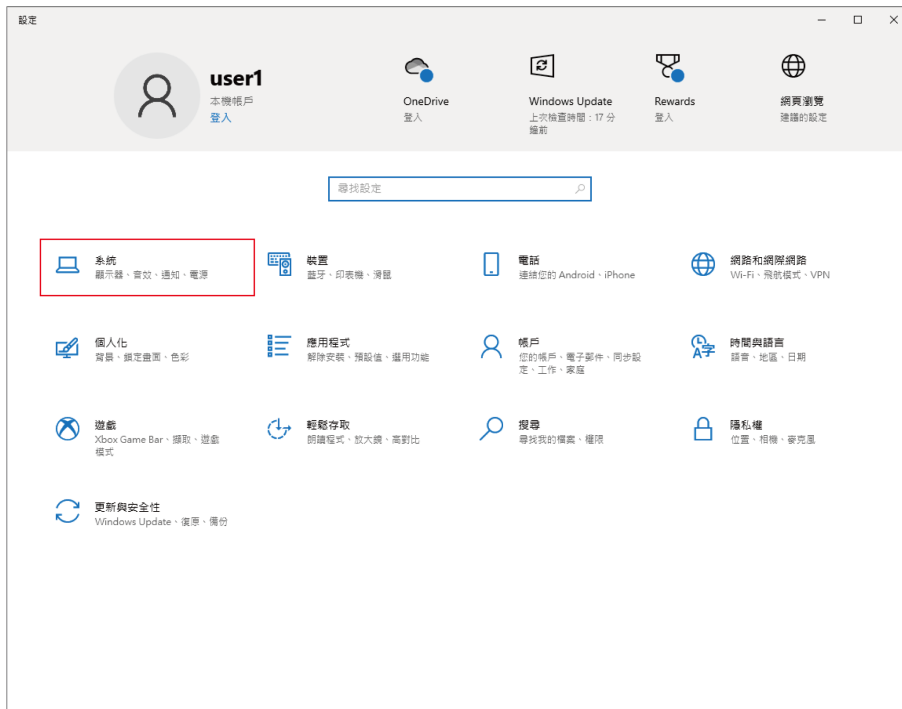 設定
user1
本機帳戶
登入
OneDrive
登入
Windows Update
上次檢查時間：17 分
鐘前
Rewards
登入
網頁瀏覽
建議的設定
尋找設定
系統
顯示器、音效、通知、電源
裝置
藍牙、印表機、滑鼠
電話
連結您的 Android、iPhone
網路和網際網路
Wi-Fi、飛航模式、VPN
個人化
背景、鎖定畫面、色彩
應用程式
解除安裝、預設值、選用功能
帳戶
您的帳戶、電子郵件、同步設
定、工作、家庭
時間與語言
語音、地區、日期
遊戲
Xbox Game Bar、擷取、遊戲
模式
輕鬆存取
朗讀程式、放大鏡、高對比
搜尋
尋找我的檔案、權限
隱私權
位置、相機、麥克風
更新與安全性
Windows Update、復原、備份